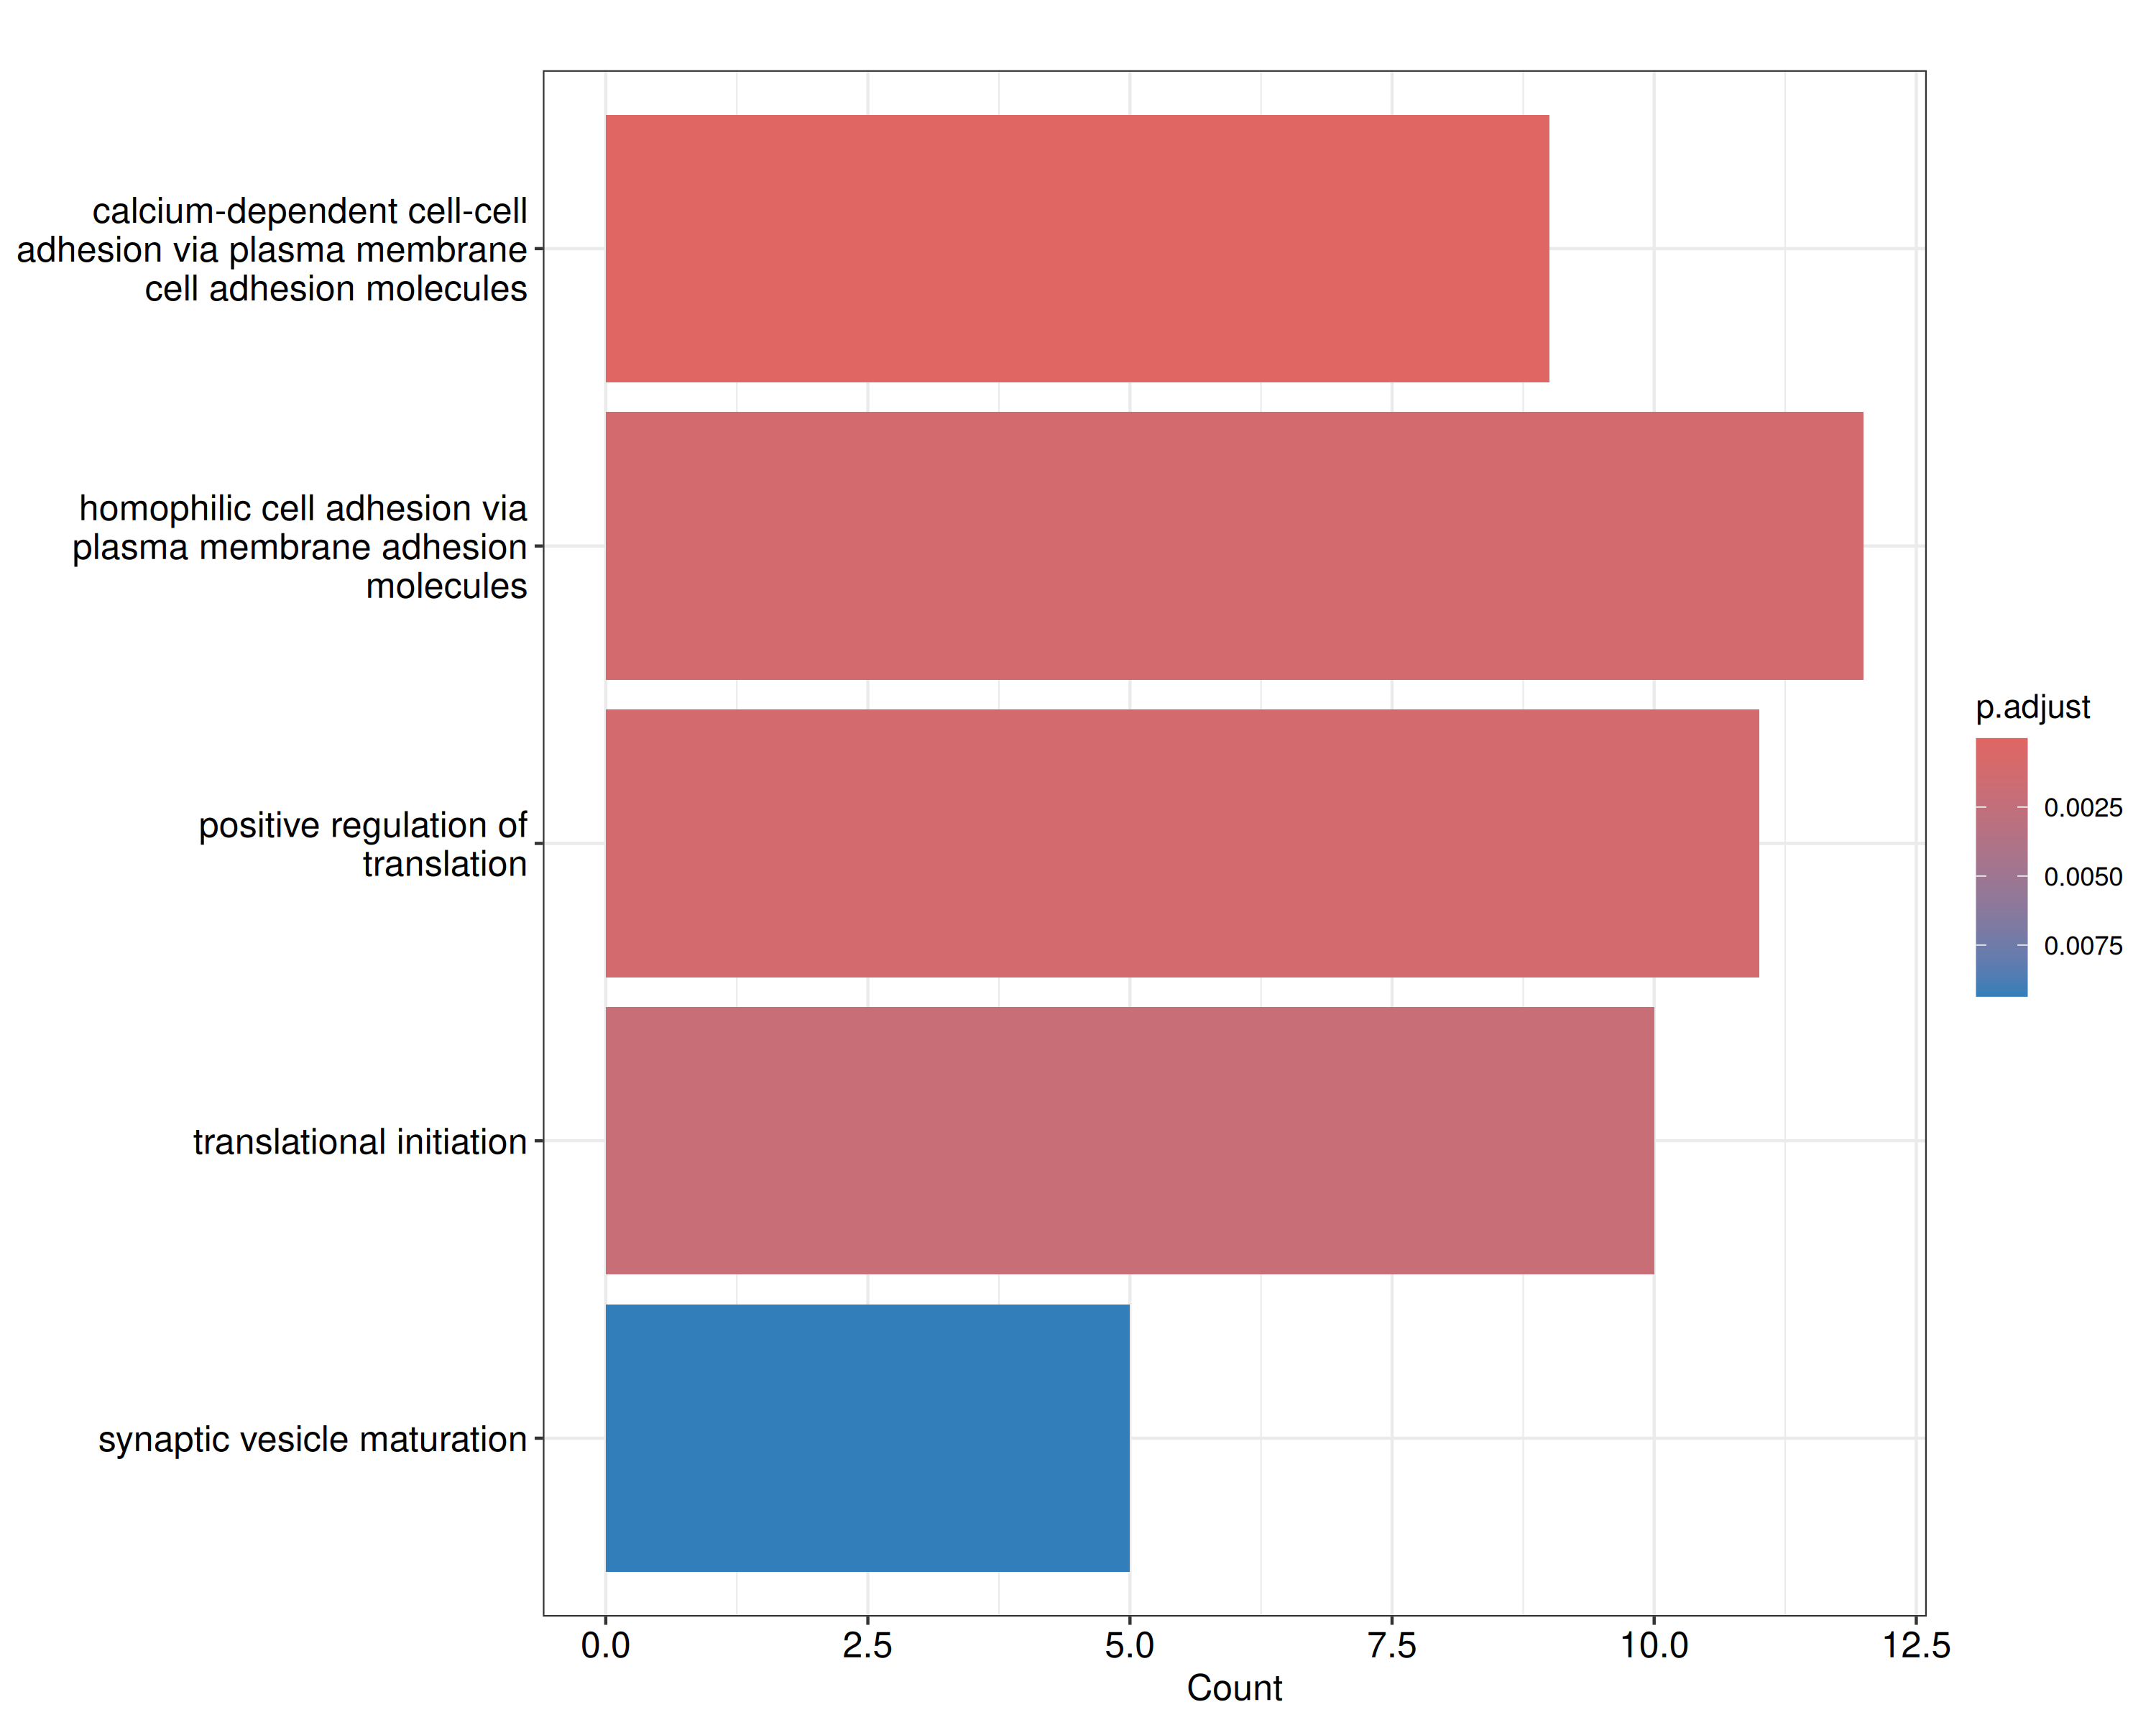 calcium-dependent cell-cell
adhesion via plasma membrane
cell adhesion molecules
homophilic cell adhesion via
plasma membrane adhesion
molecules
positive regulation of
translation
translational initiation
synaptic vesicle maturation
0.0
2.5
5.0
7.5
10.0
12.5
Count
p.adjust
0.0025
0.0050
0.0075